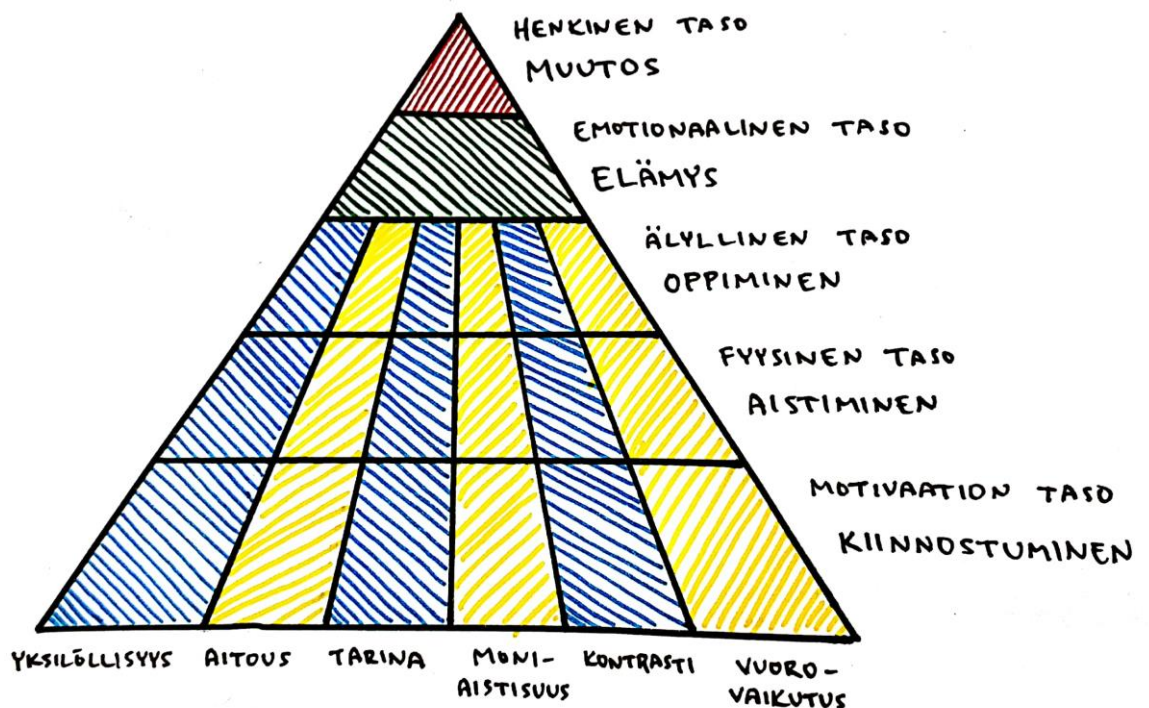 HENKINEN TASO
MUUTOS
EMOTIONAALINEN TASO
ELÄMYS
ÄLYLLINEN TASO
OPPIMINEN
FYYSINEN TASO
AISTIMINEN
MOTIVAATION TASO
KIINNOSTUMINEN
YKSILÖLLISYYS
AITOUS
TARINA
MONI-
AISTISUUS
KONTRASTI
VUORO-
VAIKUTUS